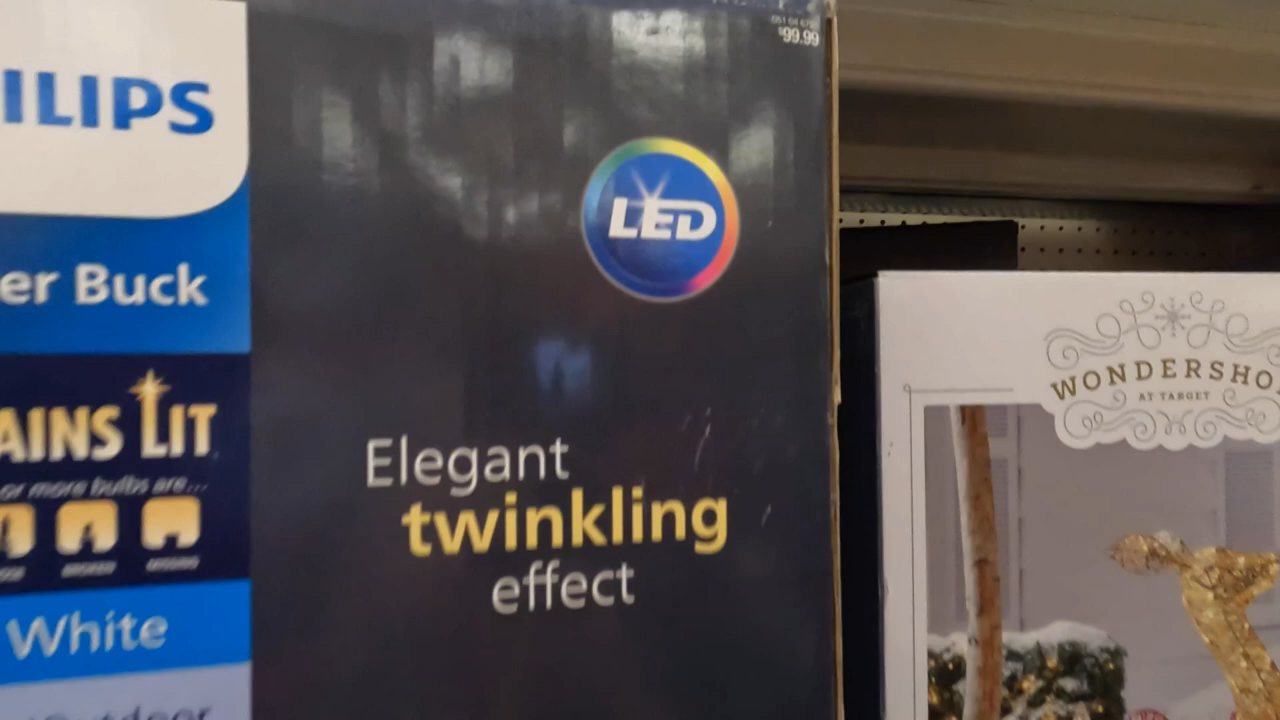 ILIPS
er Buck
AINS LIT
or more bulbs are...
White
$99.99
LED
Elegant
twinkling
effect
WONDERSHO
AT TARGET